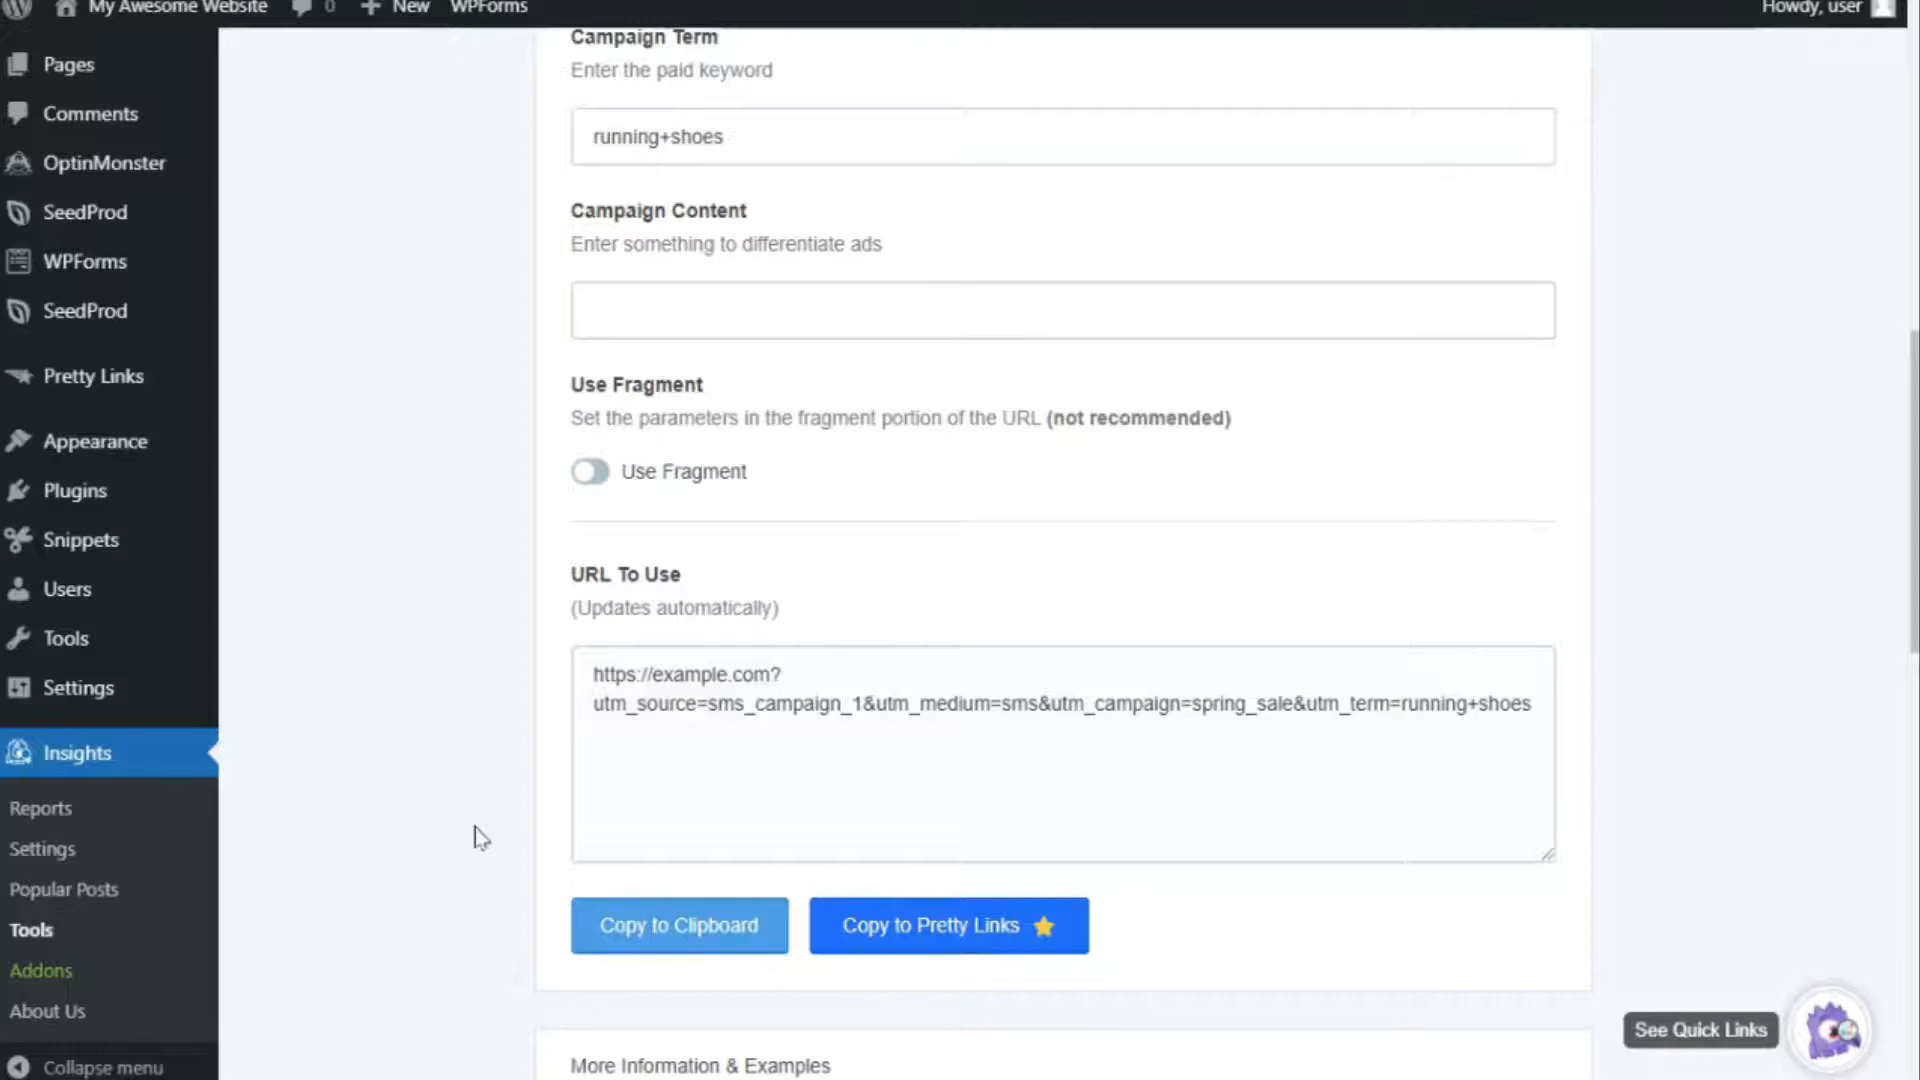 My Awesome Website
0
New
WPForms
Howdy, user
Pages
Comments
OptinMonster
SeedProd
WPForms
SeedProd
Pretty Links
Appearance
Plugins
Snippets
Users
Tools
Settings
Insights
Reports
Settings
Popular Posts
Tools
Addons
About Us
Collapse menu
Campaign Term
Enter the paid keyword
running+shoes
Campaign Content
Enter something to differentiate ads
Use Fragment
Set the parameters in the fragment portion of the URL (not recommended)
Use Fragment
URL To Use
(Updates automatically)
https://example.com?
utm_source=sms_campaign_1&utm_medium=sms&utm_campaign=spring_sale&utm_term=running+shoes
Copy to Clipboard
Copy to Pretty Links
More Information & Examples
See Quick Links